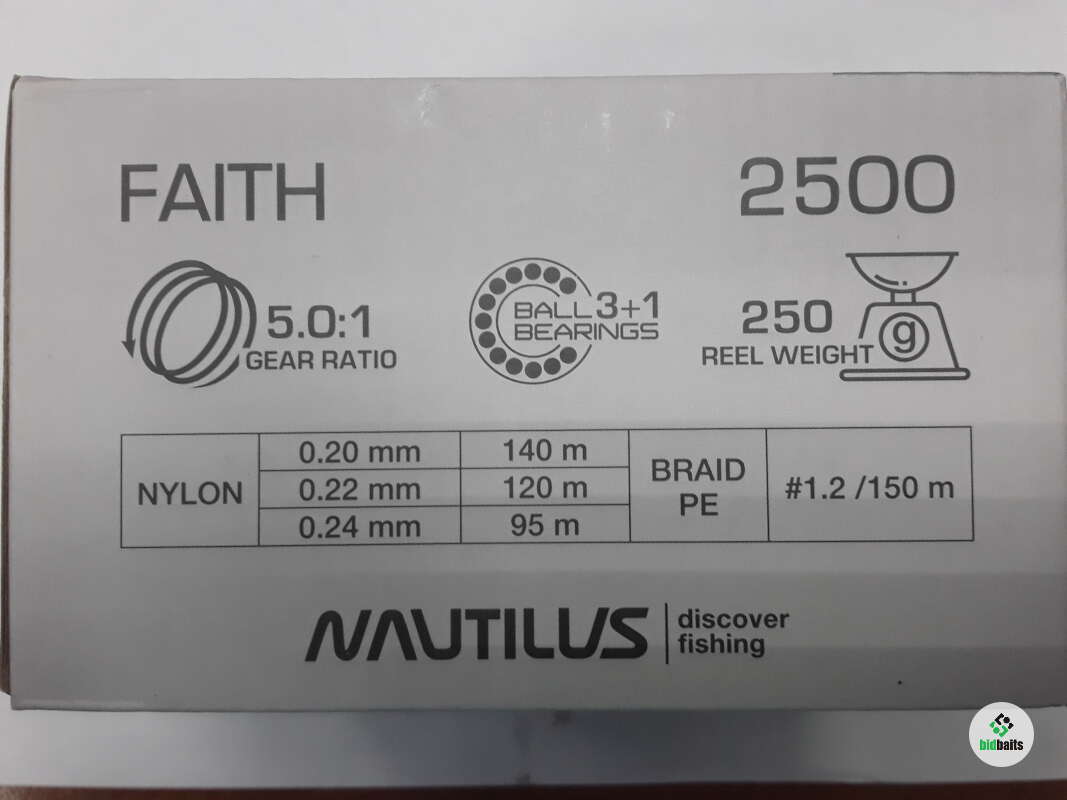 FAITH
2500
5.0:1
GEAR RATIO
BALL 3+1
BEARINGS
250
REEL WEIGHT
g
NYLON
0.20 mm 140 m
0.22 mm 120 m
0.24 mm 95 m
BRAID
PE
#1.2 /150 m
NAUTILUS
discover
fishing
bidbaits